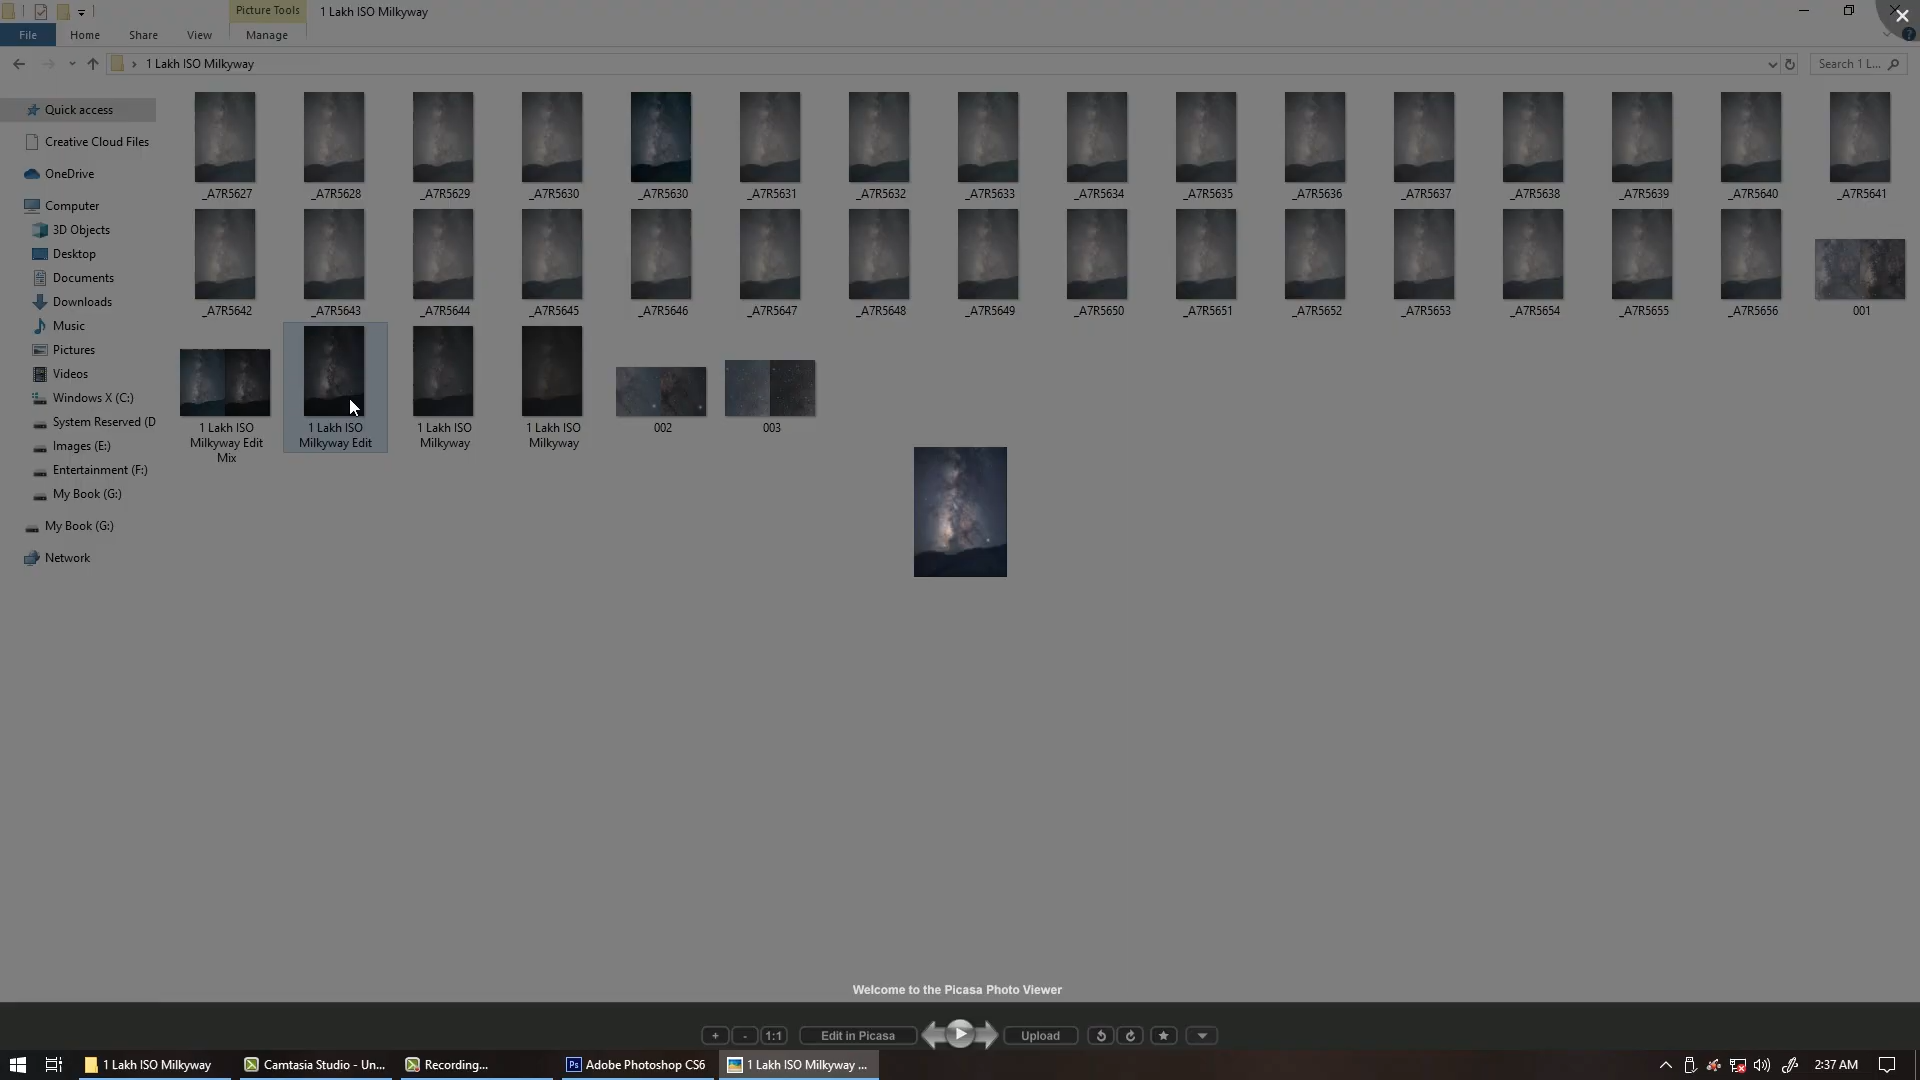 Picture Tools
1 Lakh ISO Milkyway
File
Home
Share
View
Manage
1 Lakh ISO Milkyway
Search 1 L...
Quick access
Creative Cloud Files
OneDrive
Computer
3D Objects
Desktop
Documents
Downloads
Music
Pictures
Videos
Windows X (C:)
System Reserved (D
Images (E:)
Entertainment (F:)
My Book (G:)
My Book (G:)
Network
_A7R5627
_A7R5628
_A7R5629
_A7R5630
_A7R5630
_A7R5631
_A7R5632
_A7R5633
_A7R5634
_A7R5635
_A7R5636
_A7R5637
_A7R5638
_A7R5639
_A7R5640
_A7R5641
_A7R5642
_A7R5643
_A7R5644
_A7R5645
_A7R5646
_A7R5647
_A7R5648
_A7R5649
_A7R5650
_A7R5651
_A7R5652
_A7R5653
_A7R5654
_A7R5655
_A7R5656
001
1 Lakh ISO
Milkyway Edit
Mix
1 Lakh ISO
Milkyway Edit
1 Lakh ISO
Milkyway
1 Lakh ISO
Milkyway
002
003
Welcome to the Picasa Photo Viewer
+
-
1:1
Edit in Picasa
Upload
1 Lakh ISO Milkyway
Camtasia Studio - Un...
Recording...
Ps
Adobe Photoshop CS6
1 Lakh ISO Milkyway ...
2:37 AM